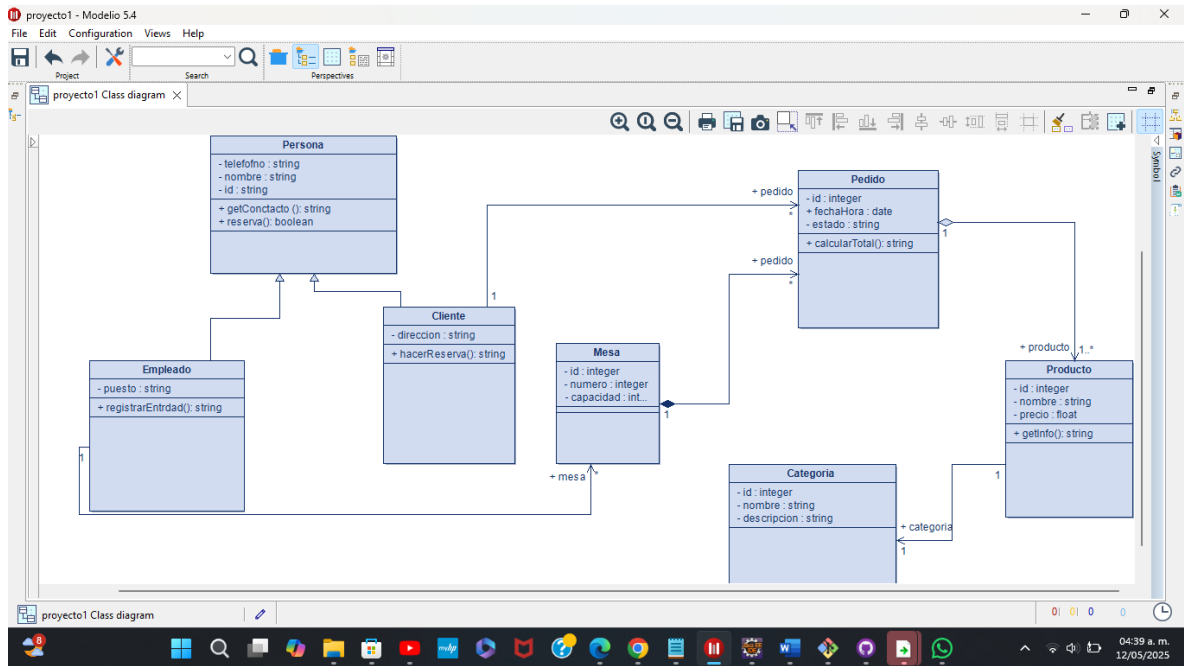 proyecto1 - Modelio 5.4
File Edit Configuration Views Help
Project Search Perspectives
proyecto1 Class diagram
Symbol
Persona
- telefofno : string
- nombre : string
- id : string
+ getConctacto (): string
+ reserva(): boolean
Pedido
- id : integer
+ fechaHora : date
- estado : string
+ calcularTotal(): string
+ pedido
*
1
+ pedido
*
1
Cliente
- direccion : string
+ hacerReserva(): string
1
Mesa
- id : integer
- numero : integer
- capacidad : int...
1
+ producto
1..*
Empleado
- puesto : string
+ registrarEntrdad(): string
1
+ mesa
*
Producto
- id : integer
- nombre : string
- precio : float
+ getInfo(): string
1
Categoria
- id : integer
- nombre : string
- descripcion : string
+ categoria
1
proyecto1 Class diagram
0 0 0 0
8
04:39 a. m.
12/05/2025